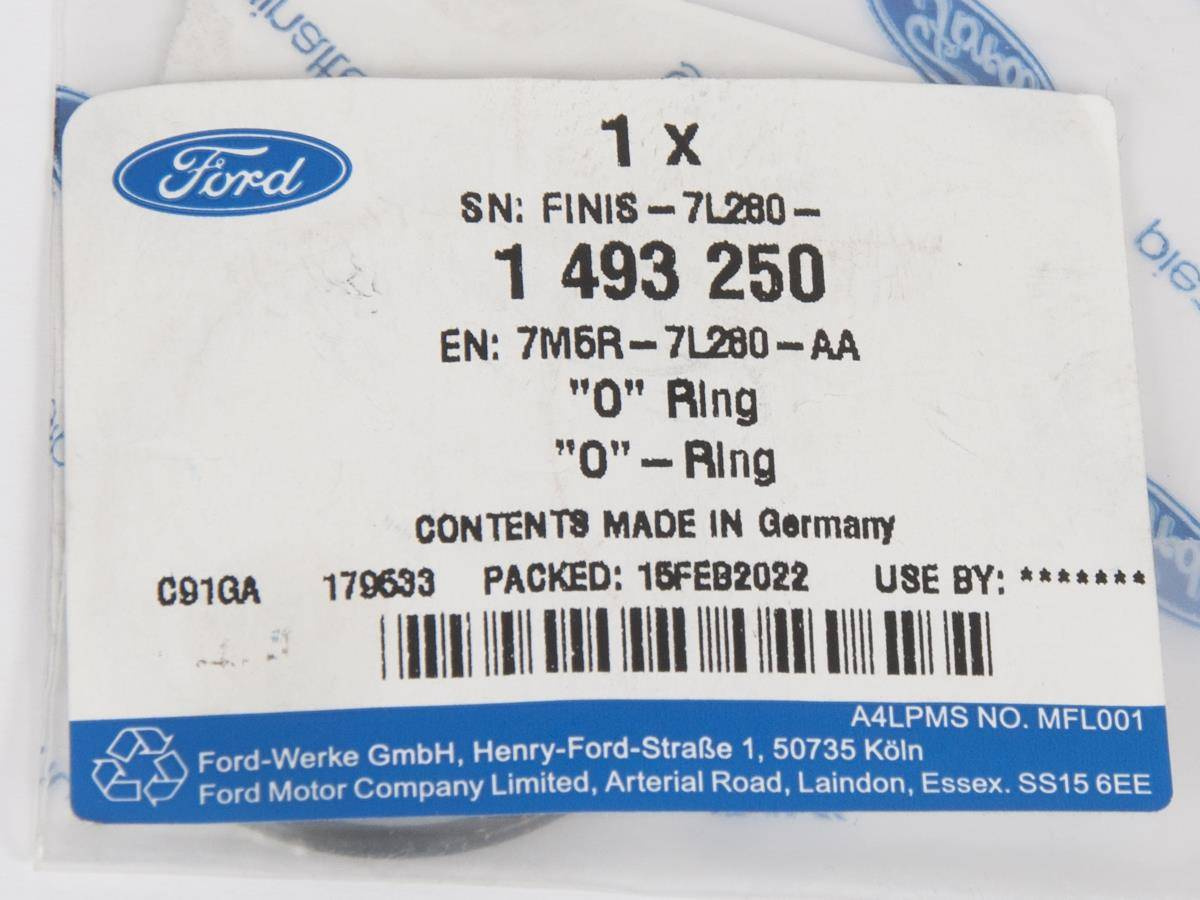 Ford
1 x
SN: FINIS-7L280-
1 493 250
EN: 7M5R-7L280-AA
"O" Ring
"O"-Ring
CONTENTS MADE IN Germany
C91GA 179533 PACKED: 15FEB2022 USE BY: *******
A4LPMS NO. MFL001
Ford-Werke GmbH, Henry-Ford-Straße 1, 50735 Köln
Ford Motor Company Limited, Arterial Road, Laindon, Essex. SS15 6EE